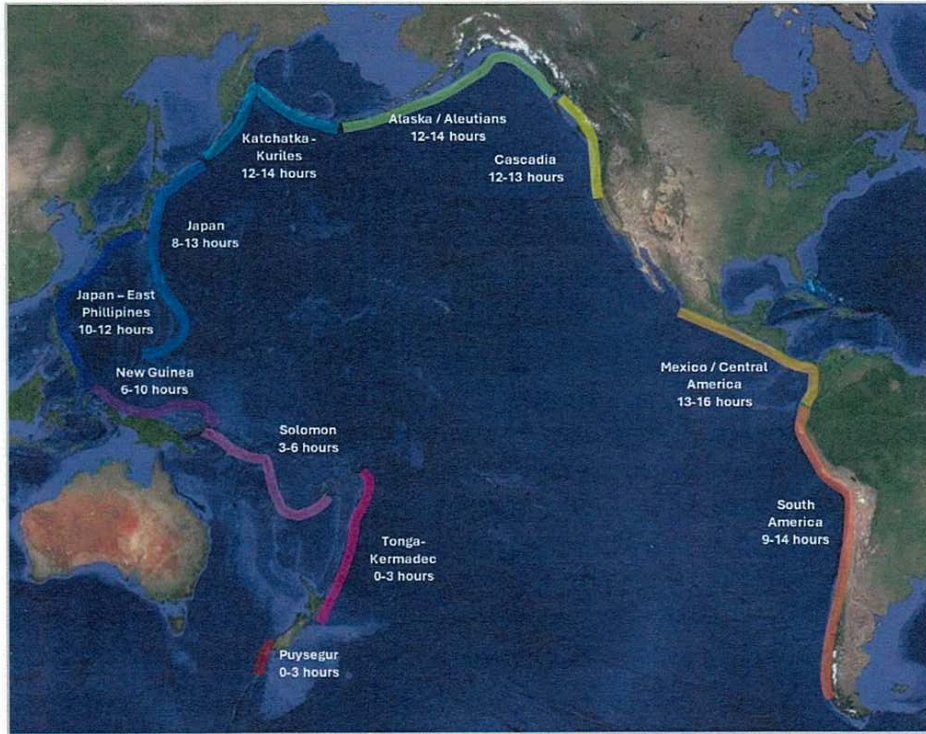 Alaska / Aleutians
12-14 hours
Katchatka -
Kuriles
12-14 hours
Cascadia
12-13 hours
Japan
8-13 hours
Japan – East
Phillipines
10-12 hours
New Guinea
6-10 hours
Mexico / Central
America
13-16 hours
Solomon
3-6 hours
South
America
9-14 hours
Tonga-
Kermadec
0-3 hours
Puysegur
0-3 hours